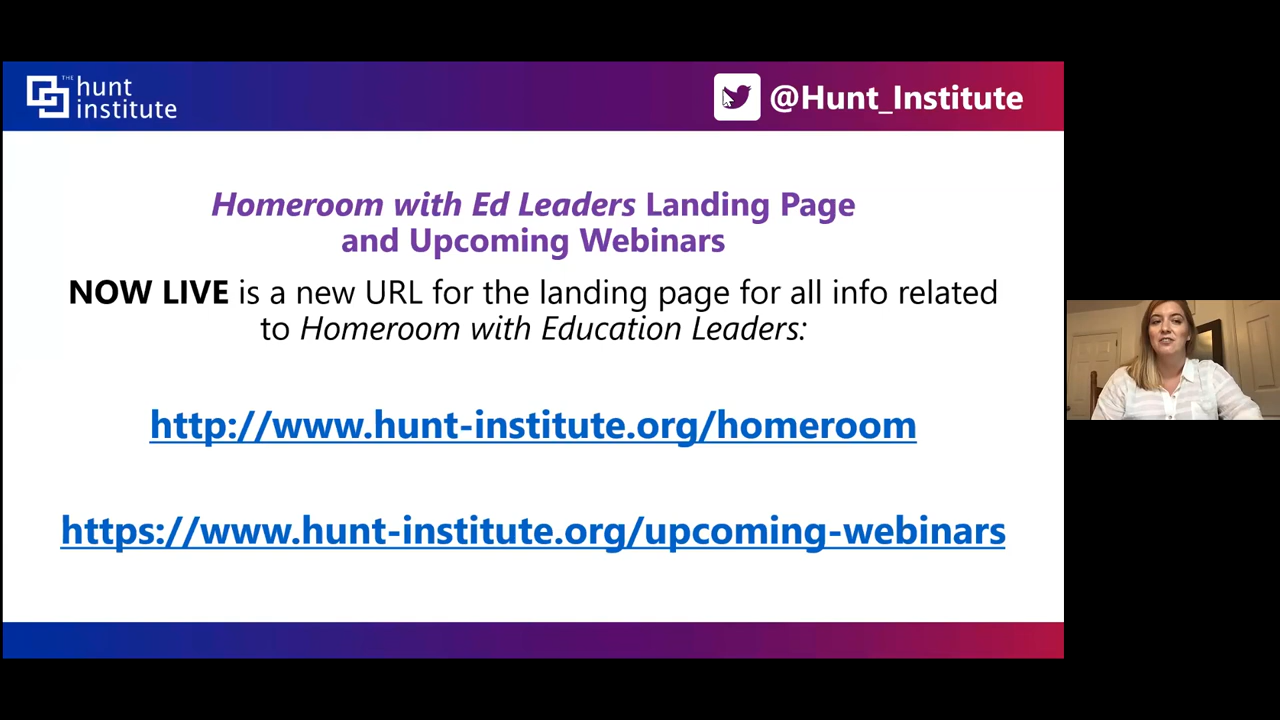 THE hunt
institute
@Hunt_Institute
Homeroom with Ed Leaders Landing Page
and Upcoming Webinars
NOW LIVE is a new URL for the landing page for all info related
to Homeroom with Education Leaders:
http://www.hunt-institute.org/homeroom
https://www.hunt-institute.org/upcoming-webinars